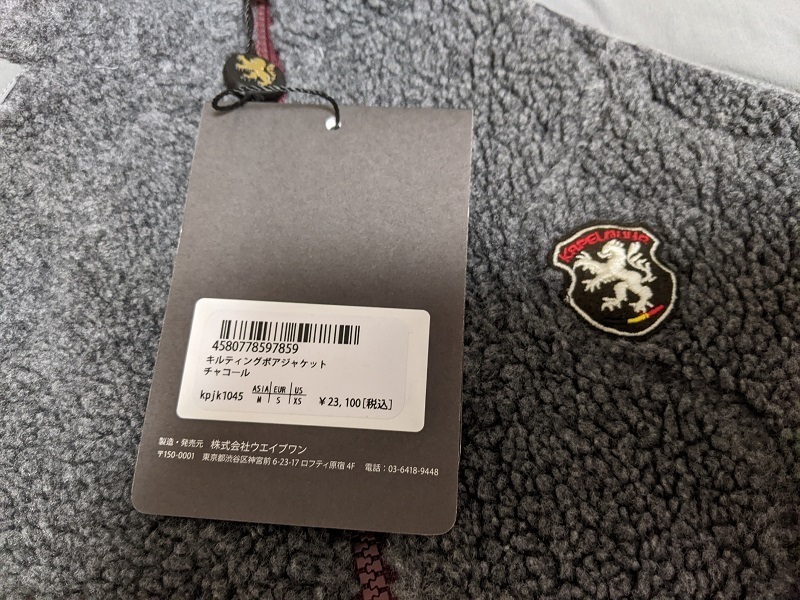 KAPELMUUR
4580778597859
キルティングボアジャケット
チャコール
kpjk1045 ASIA EUR US
M S XS
￥23,100[税込]
製造・発売元 株式会社ウエイブワン
〒150-0001 東京都渋谷区神宮前 6-23-17 ロフティ原宿 4F 電話：03-6418-9448